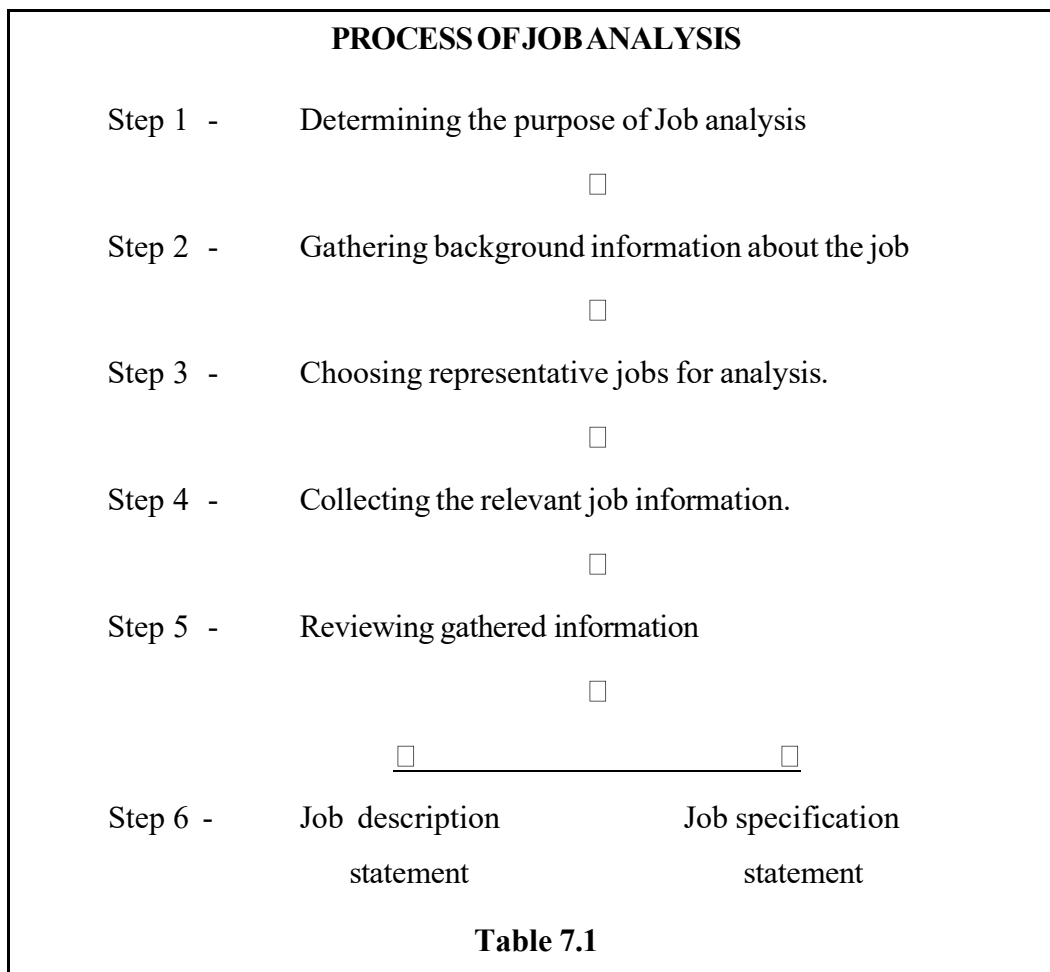 PROCESS OF JOB ANALYSIS
Step 1 - Determining the purpose of Job analysis
Step 2 - Gathering background information about the job
Step 3 - Choosing representative jobs for analysis.
Step 4 - Collecting the relevant job information.
Step 5 - Reviewing gathered information
Step 6 - Job description Job specification
statement statement
Table 7.1